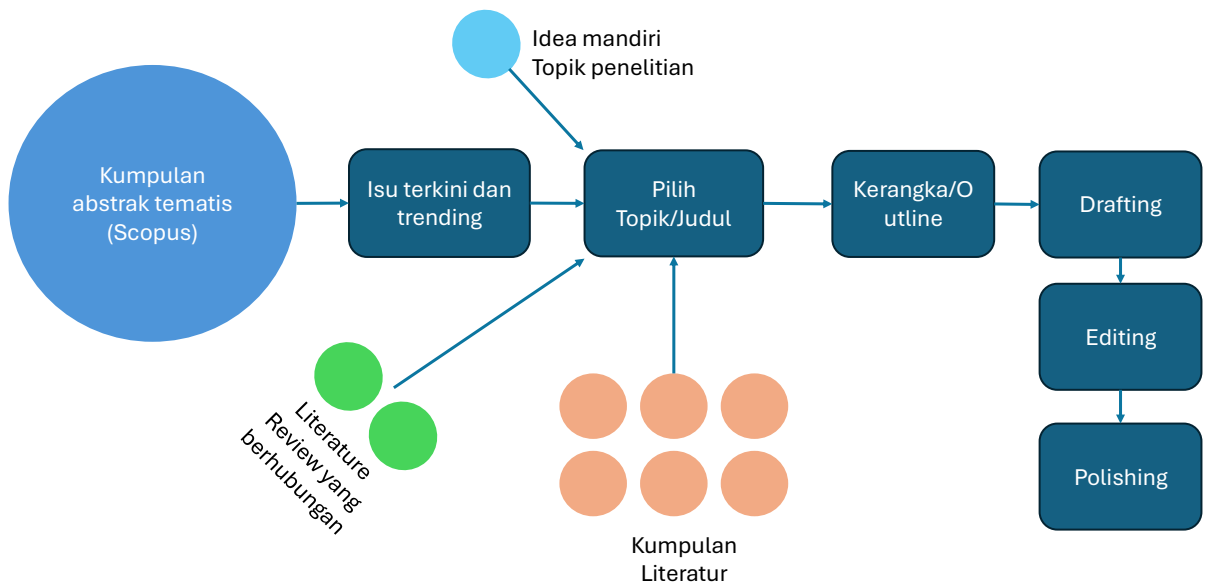 Idea mandiri
Topik penelitian
Kumpulan
abstrak tematis
(Scopus)
Isu terkini dan
trending
Pilih
Topik/Judul
Kerangka/O
utline
Drafting
Editing
Polishing
Literature
Review yang
berhubungan
Kumpulan
Literatur